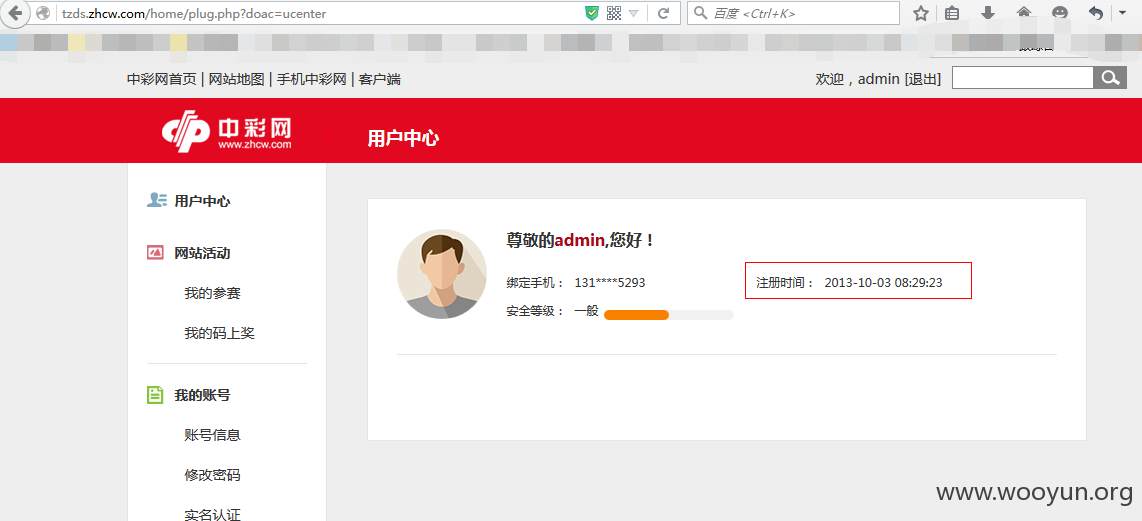 tzds.zhcw.com/home/plug.php?doac=ucenter
百度 <Ctrl+K>
中彩网首页 | 网站地图 | 手机中彩网 | 客户端
欢迎，admin [退出]
中彩网
www.zhcw.com
用户中心
用户中心
网站活动
我的参赛
我的码上奖
我的账号
账号信息
修改密码
实名认证
尊敬的admin,您好！
绑定手机： 131****5293
注册时间： 2013-10-03 08:29:23
安全等级： 一般
www.wooyun.org